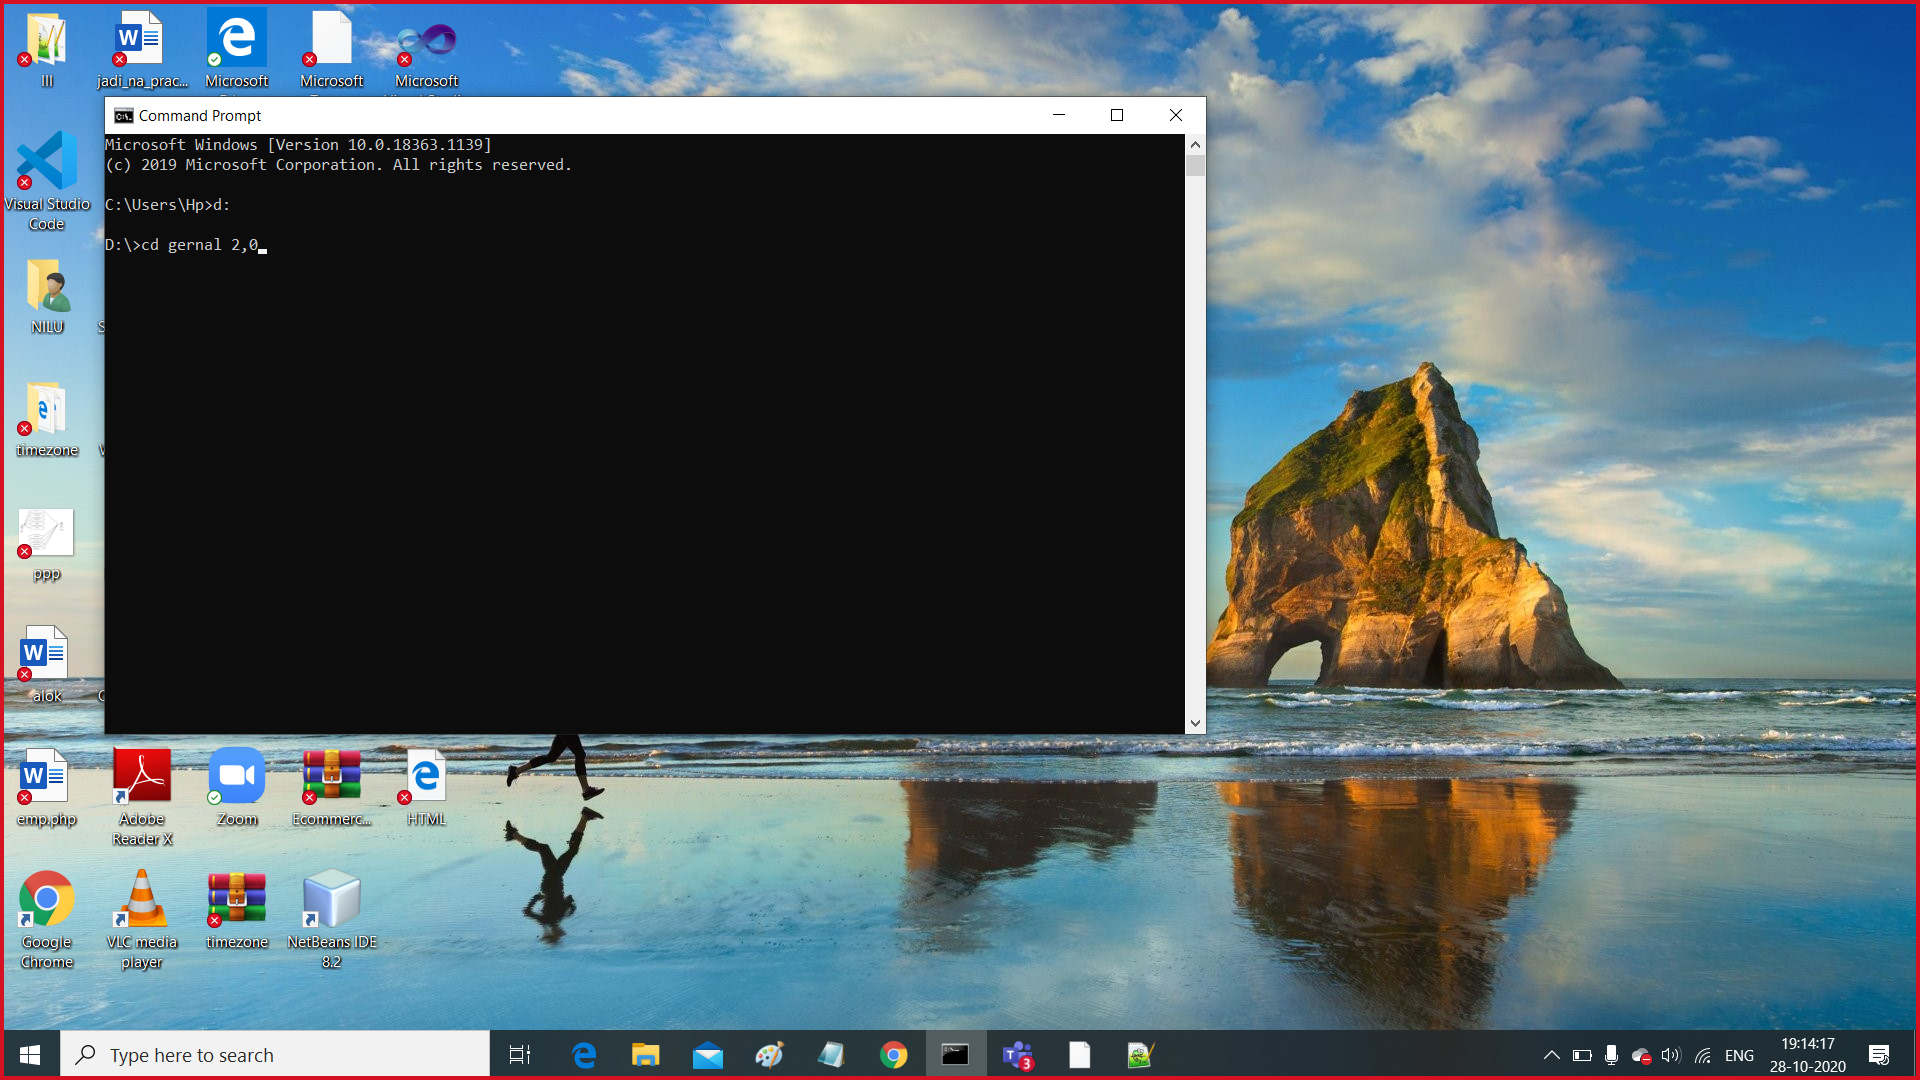 III
jadi_na_prac...
Microsoft
Microsoft
Microsoft
Command Prompt
Microsoft Windows [Version 10.0.18363.1139]
(c) 2019 Microsoft Corporation. All rights reserved.
C:\Users\Hp>d:
D:\>cd gernal 2,0
Visual Studio
Code
NILU
timezone
ppp
alok
emp.php
Adobe
Reader X
Zoom
Ecommerc...
HTML
Google
Chrome
VLC media
player
timezone
NetBeans IDE
8.2
Type here to search
3
ENG
19:14:17
28-10-2020